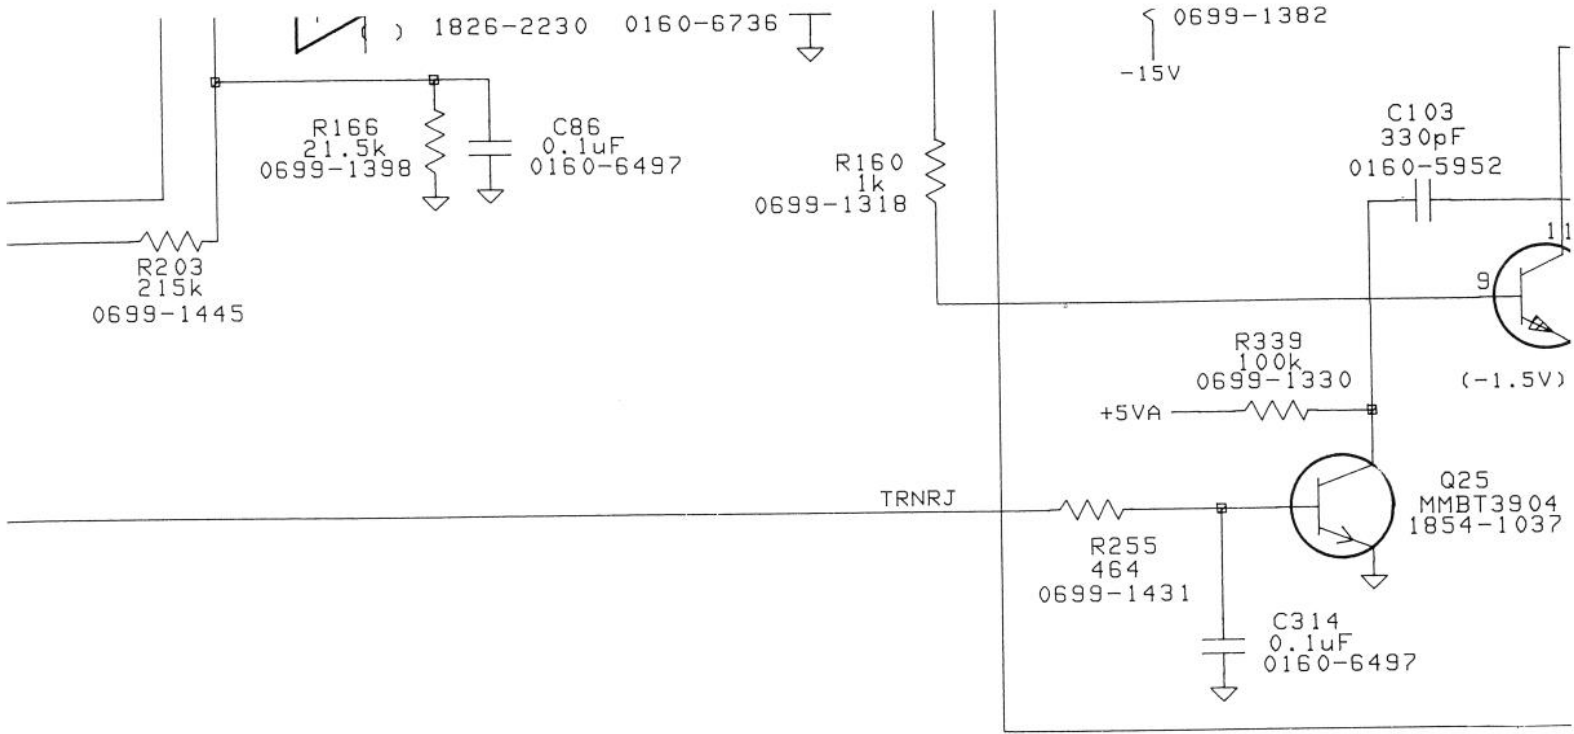 1826-2230
0160-6736
0699-1382
-15V
C103
330pF
0160-5952
R166
21.5k
0699-1398
C86
0.1uF
0160-6497
R160
1k
0699-1318
11
9
R203
215k
0699-1445
R339
100k
0699-1330
(-1.5V)
+5VA
TRNRJ
Q25
MMBT3904
1854-1037
R255
464
0699-1431
C314
0.1uF
0160-6497